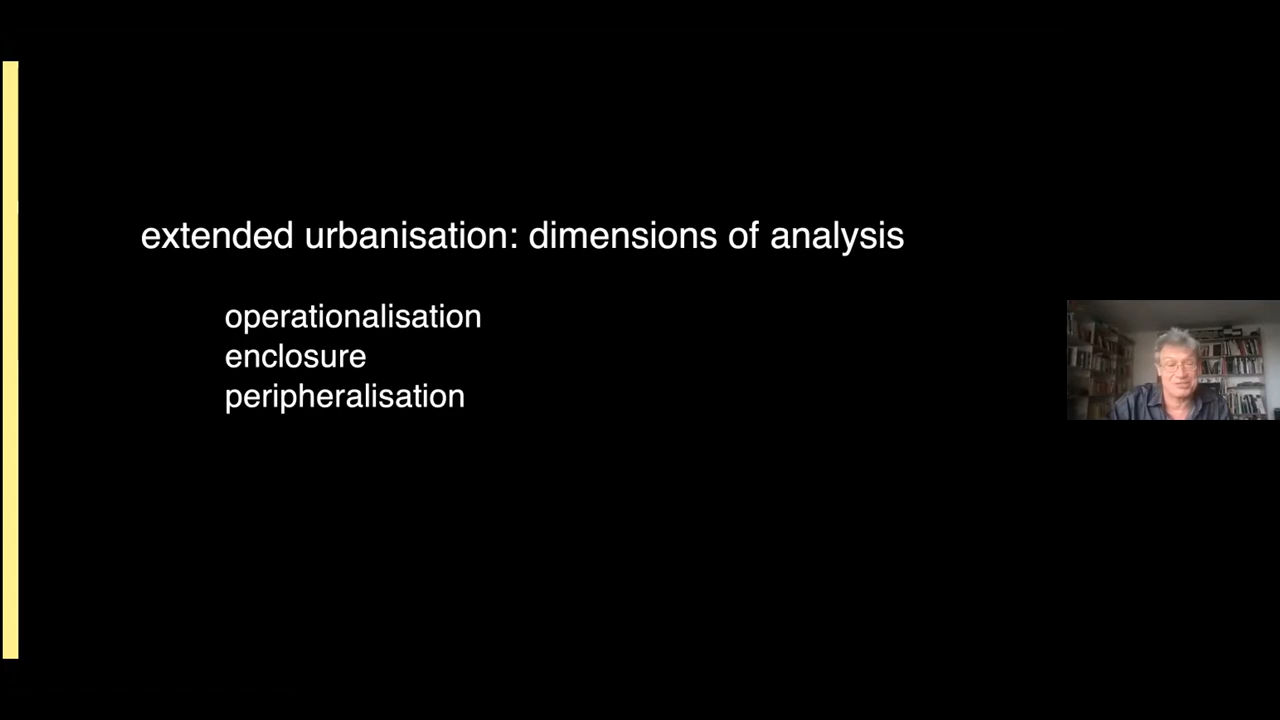 extended urbanisation: dimensions of analysis
operationalisation
enclosure
peripheralisation